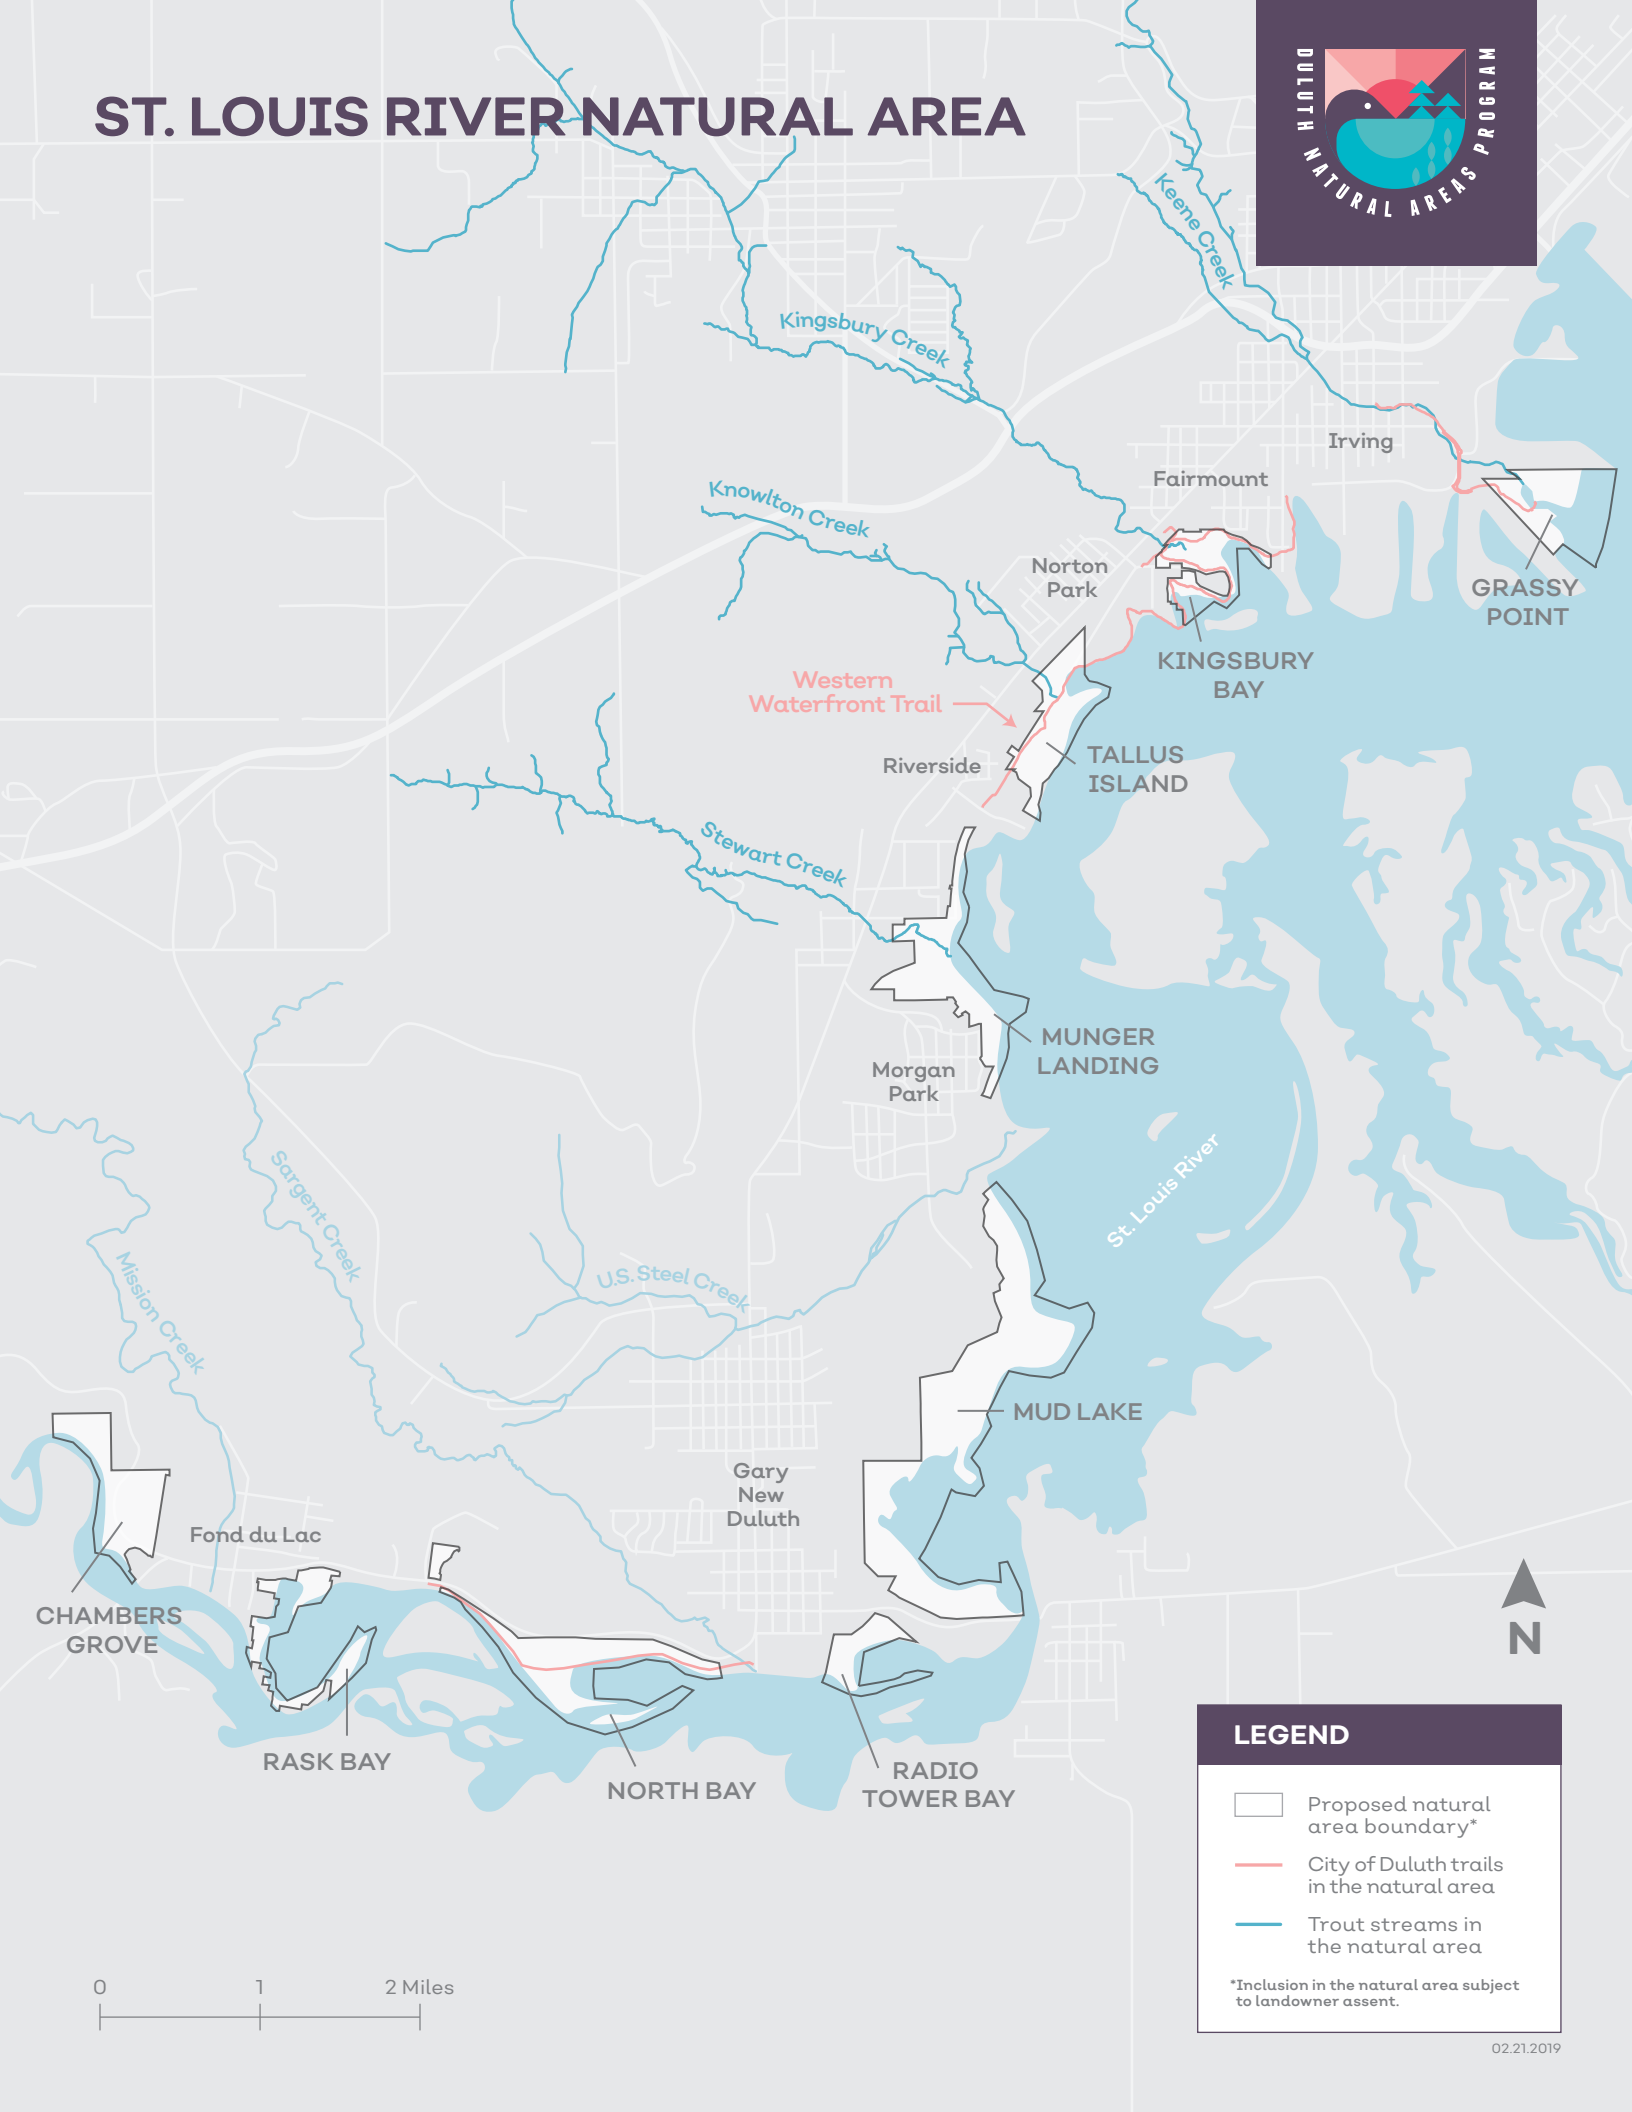 ST. LOUIS RIVER NATURAL AREA
DULUTH NATURAL AREAS PROGRAM
Keene Creek
Kingsbury Creek
Irving
Fairmount
Knowlton Creek
Norton
Park
GRASSY
POINT
KINGSBURY
BAY
Western
Waterfront Trail
Riverside
TALLUS
ISLAND
Stewart Creek
MUNGER
LANDING
Morgan
Park
St. Louis River
Sargent Creek
Mission Creek
U.S. Steel Creek
MUD LAKE
Gary
New
Duluth
Fond du Lac
CHAMBERS
GROVE
RASK BAY
NORTH BAY
RADIO
TOWER BAY
N
LEGEND
Proposed natural
area boundary*
City of Duluth trails
in the natural area
Trout streams in
the natural area
*Inclusion in the natural area subject
to landowner assent.
0 1 2 Miles
02.21.2019